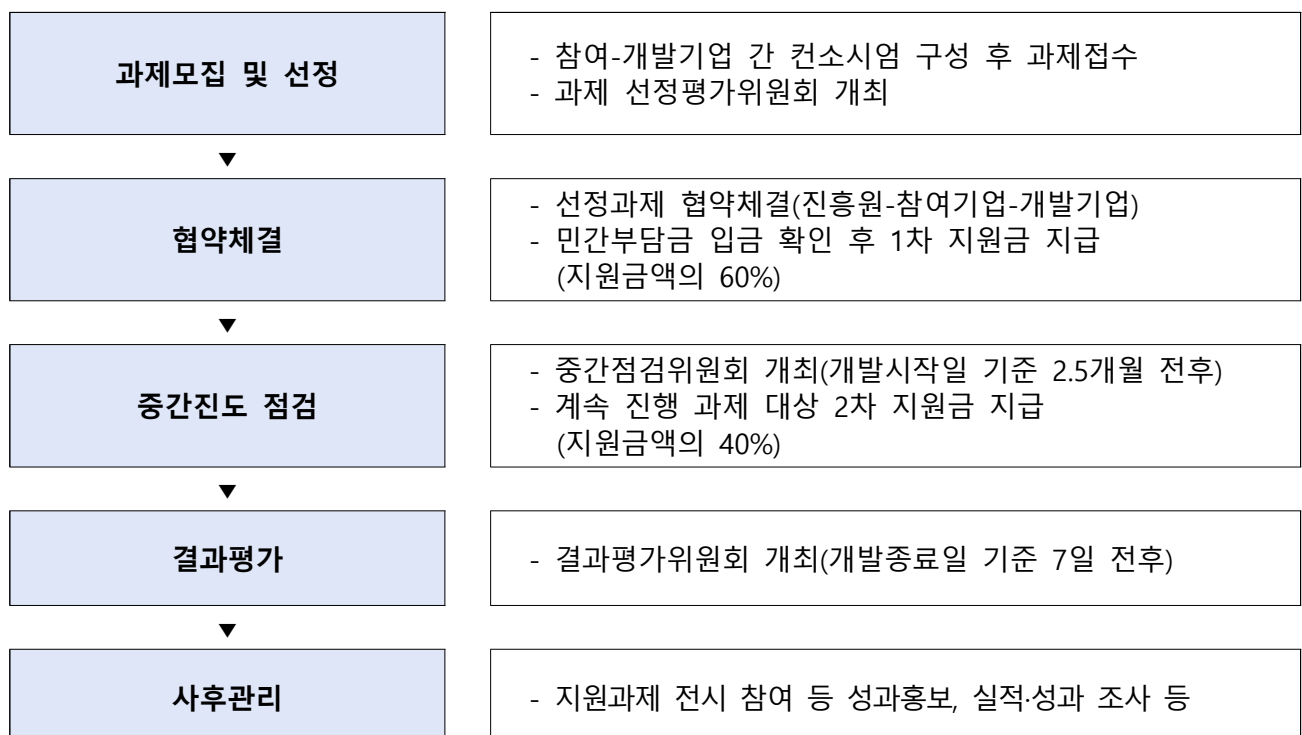 과제모집 및 선정
- 참여-개발기업 간 컨소시엄 구성 후 과제접수
- 과제 선정평가위원회 개최
▼
협약체결
- 선정과제 협약체결(진흥원-참여기업-개발기업)
- 민간부담금 입금 확인 후 1차 지원금 지급
(지원금액의 60%)
▼
중간진도 점검
- 중간점검위원회 개최(개발시작일 기준 2.5개월 전후)
- 계속 진행 과제 대상 2차 지원금 지급
(지원금액의 40%)
▼
결과평가
- 결과평가위원회 개최(개발종료일 기준 7일 전후)
▼
사후관리
- 지원과제 전시 참여 등 성과홍보, 실적·성과 조사 등